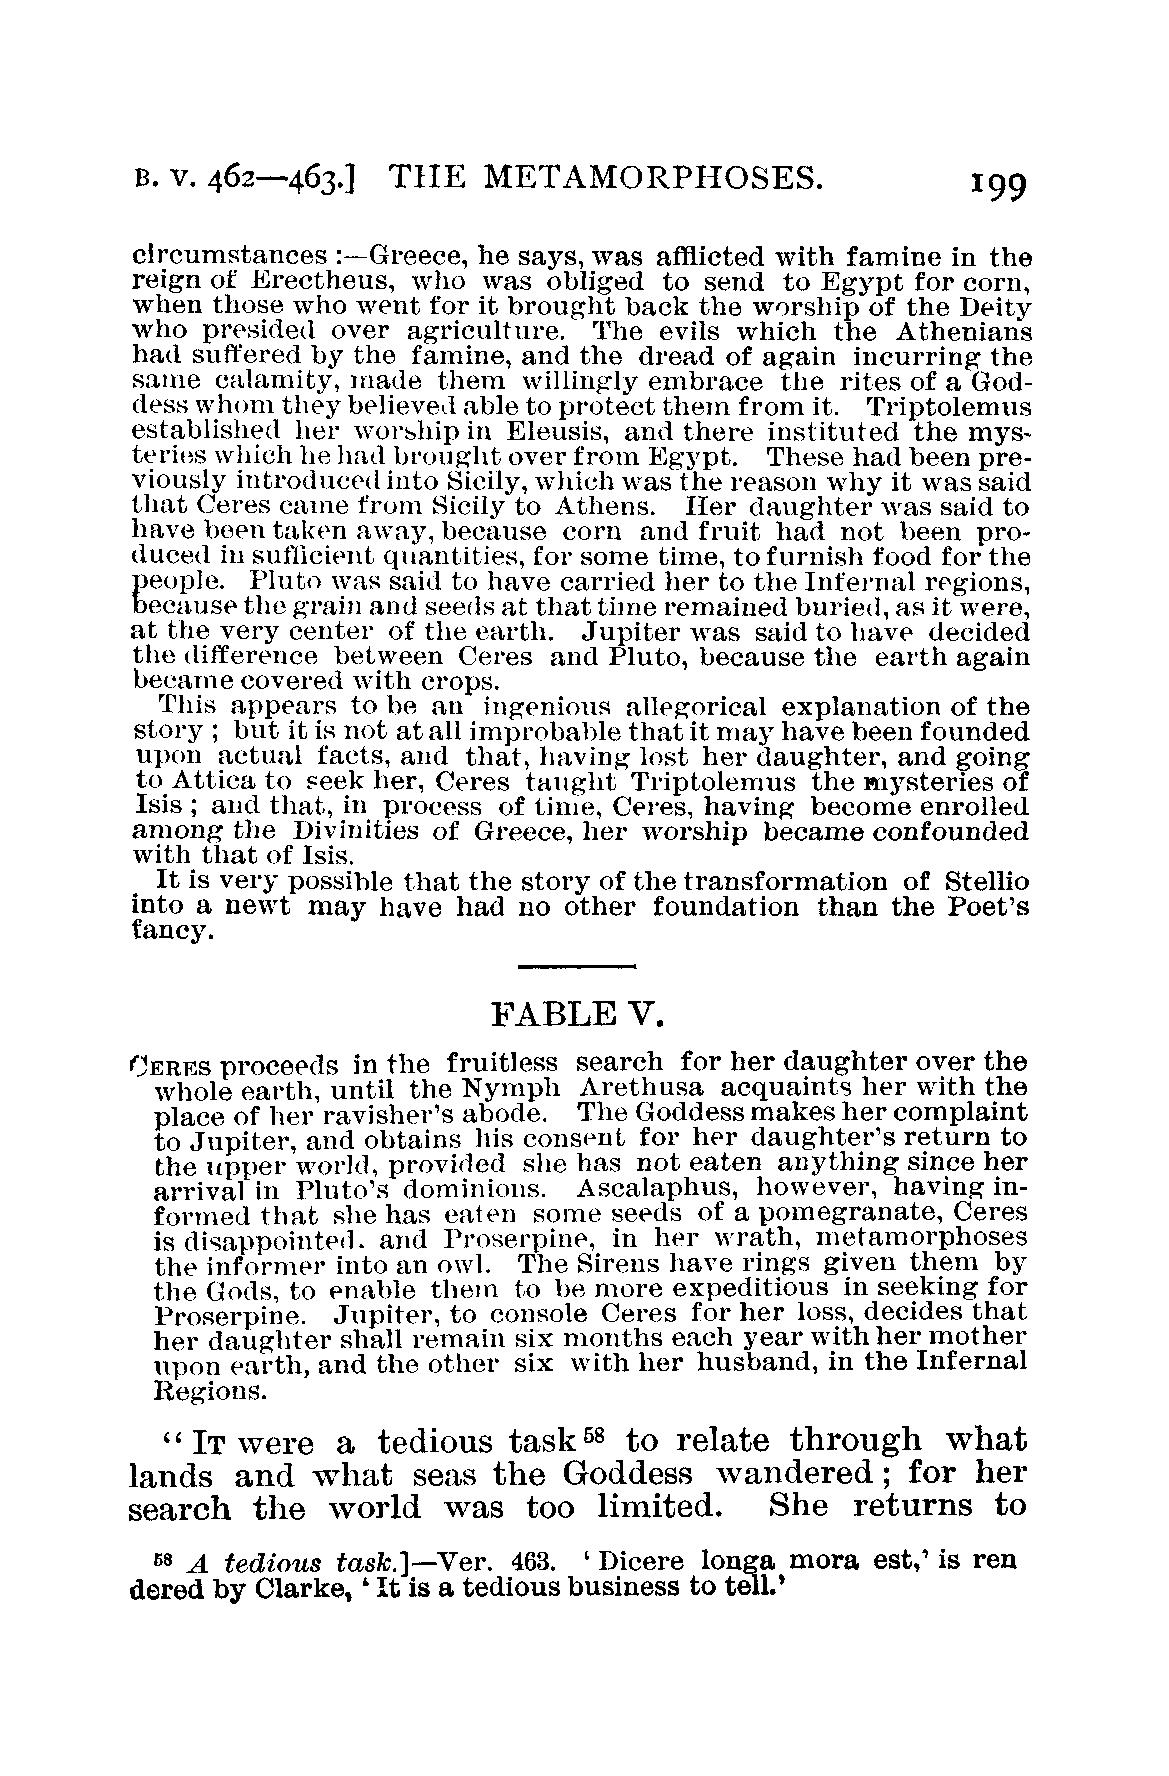 B. V. 462—463.] THE METAMORPHOSES. 199
circumstances :—Greece, he says, was afflicted with famine in the
reign of Erectheus, who was obliged to send to Egypt for corn,
when those who went for it brought back the worship of the Deity
who presided over agriculture. The evils which the Athenians
had suffered by the famine, and the dread of again incurring the
same calamity, made them willingly embrace the rites of a God-
dess whom they believed able to protect them from it. Triptolemus
established her worship in Eleusis, and there instituted the mys-
teries which he had brought over from Egypt. These had been pre-
viously introduced into Sicily, which was the reason why it was said
that Ceres came from Sicily to Athens. Her daughter was said to
have been taken away, because corn and fruit had not been pro-
duced in sufficient quantities, for some time, to furnish food for the
people. Pluto was said to have carried her to the Infernal regions,
because the grain and seeds at that time remained buried, as it were,
at the very center of the earth. Jupiter was said to have decided
the difference between Ceres and Pluto, because the earth again
became covered with crops.
This appears to be an ingenious allegorical explanation of the
story ; but it is not at all improbable that it may have been founded
upon actual facts, and that, having lost her daughter, and going
to Attica to seek her, Ceres taught Triptolemus the mysteries of
Isis ; and that, in process of time, Ceres, having become enrolled
among the Divinities of Greece, her worship became confounded
with that of Isis.
It is very possible that the story of the transformation of Stellio
into a newt may have had no other foundation than the Poet's
fancy.
FABLE V.
CERES proceeds in the fruitless search for her daughter over the
whole earth, until the Nymph Arethusa acquaints her with the
place of her ravisher's abode. The Goddess makes her complaint
to Jupiter, and obtains his consent for her daughter's return to
the upper world, provided she has not eaten anything since her
arrival in Pluto's dominions. Ascalaphus, however, having in-
formed that she has eaten some seeds of a pomegranate, Ceres
is disappointed. and Proserpine, in her wrath, metamorphoses
the informer into an owl. The Sirens have rings given them by
the Gods, to enable them to be more expeditious in seeking for
Proserpine. Jupiter, to console Ceres for her loss, decides that
her daughter shall remain six months each year with her mother
upon earth, and the other six with her husband, in the Infernal
Regions.
“ IT were a tedious task⁵⁸ to relate through what
lands and what seas the Goddess wandered ; for her
search the world was too limited. She returns to
⁵⁸ A tedious task.]—Ver. 463. ‘ Dicere longa mora est,’ is ren
dered by Clarke, ‘ It is a tedious business to tell.’